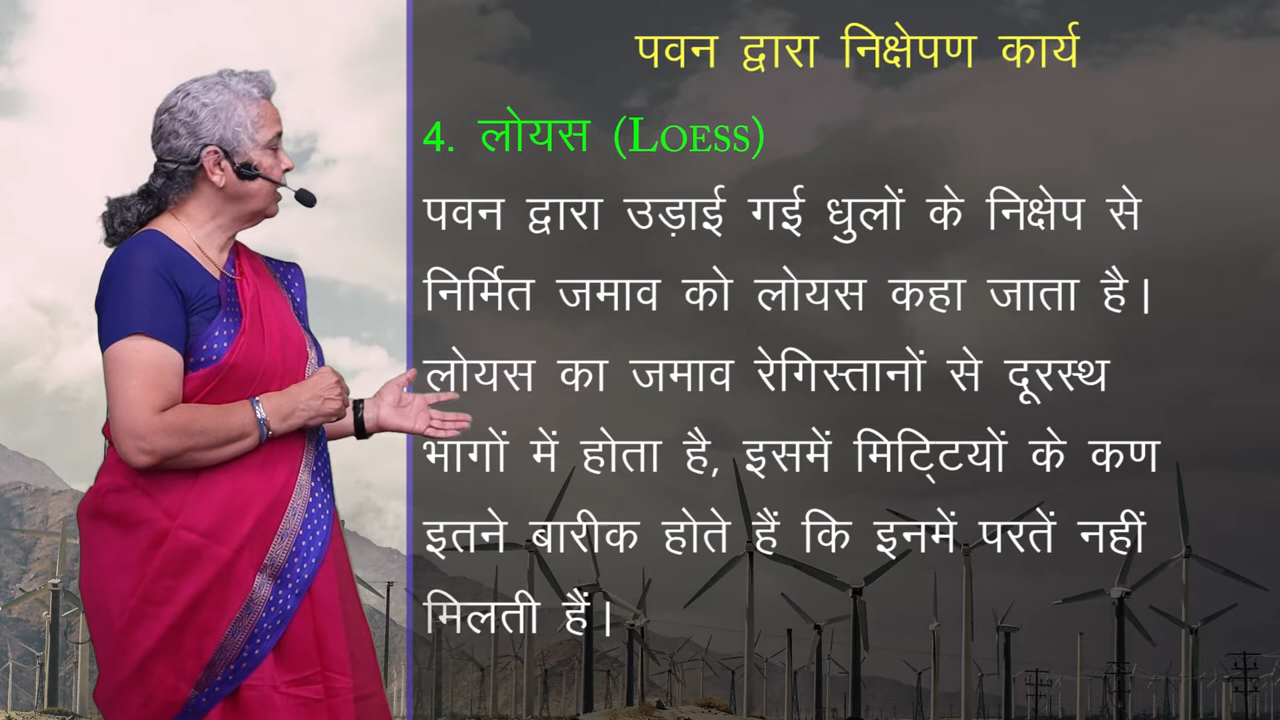 पवन द्वारा निक्षेपण कार्य
4. लोयस (LOESS)
पवन द्वारा उड़ाई गई धुलों के निक्षेप से
निर्मित जमाव को लोयस कहा जाता है।
लोयस का जमाव रेगिस्तानों से दूरस्थ
भागों में होता है, इसमें मिट्टियों के कण
इतने बारीक होते हैं कि इनमें परतें नहीं
मिलती हैं।